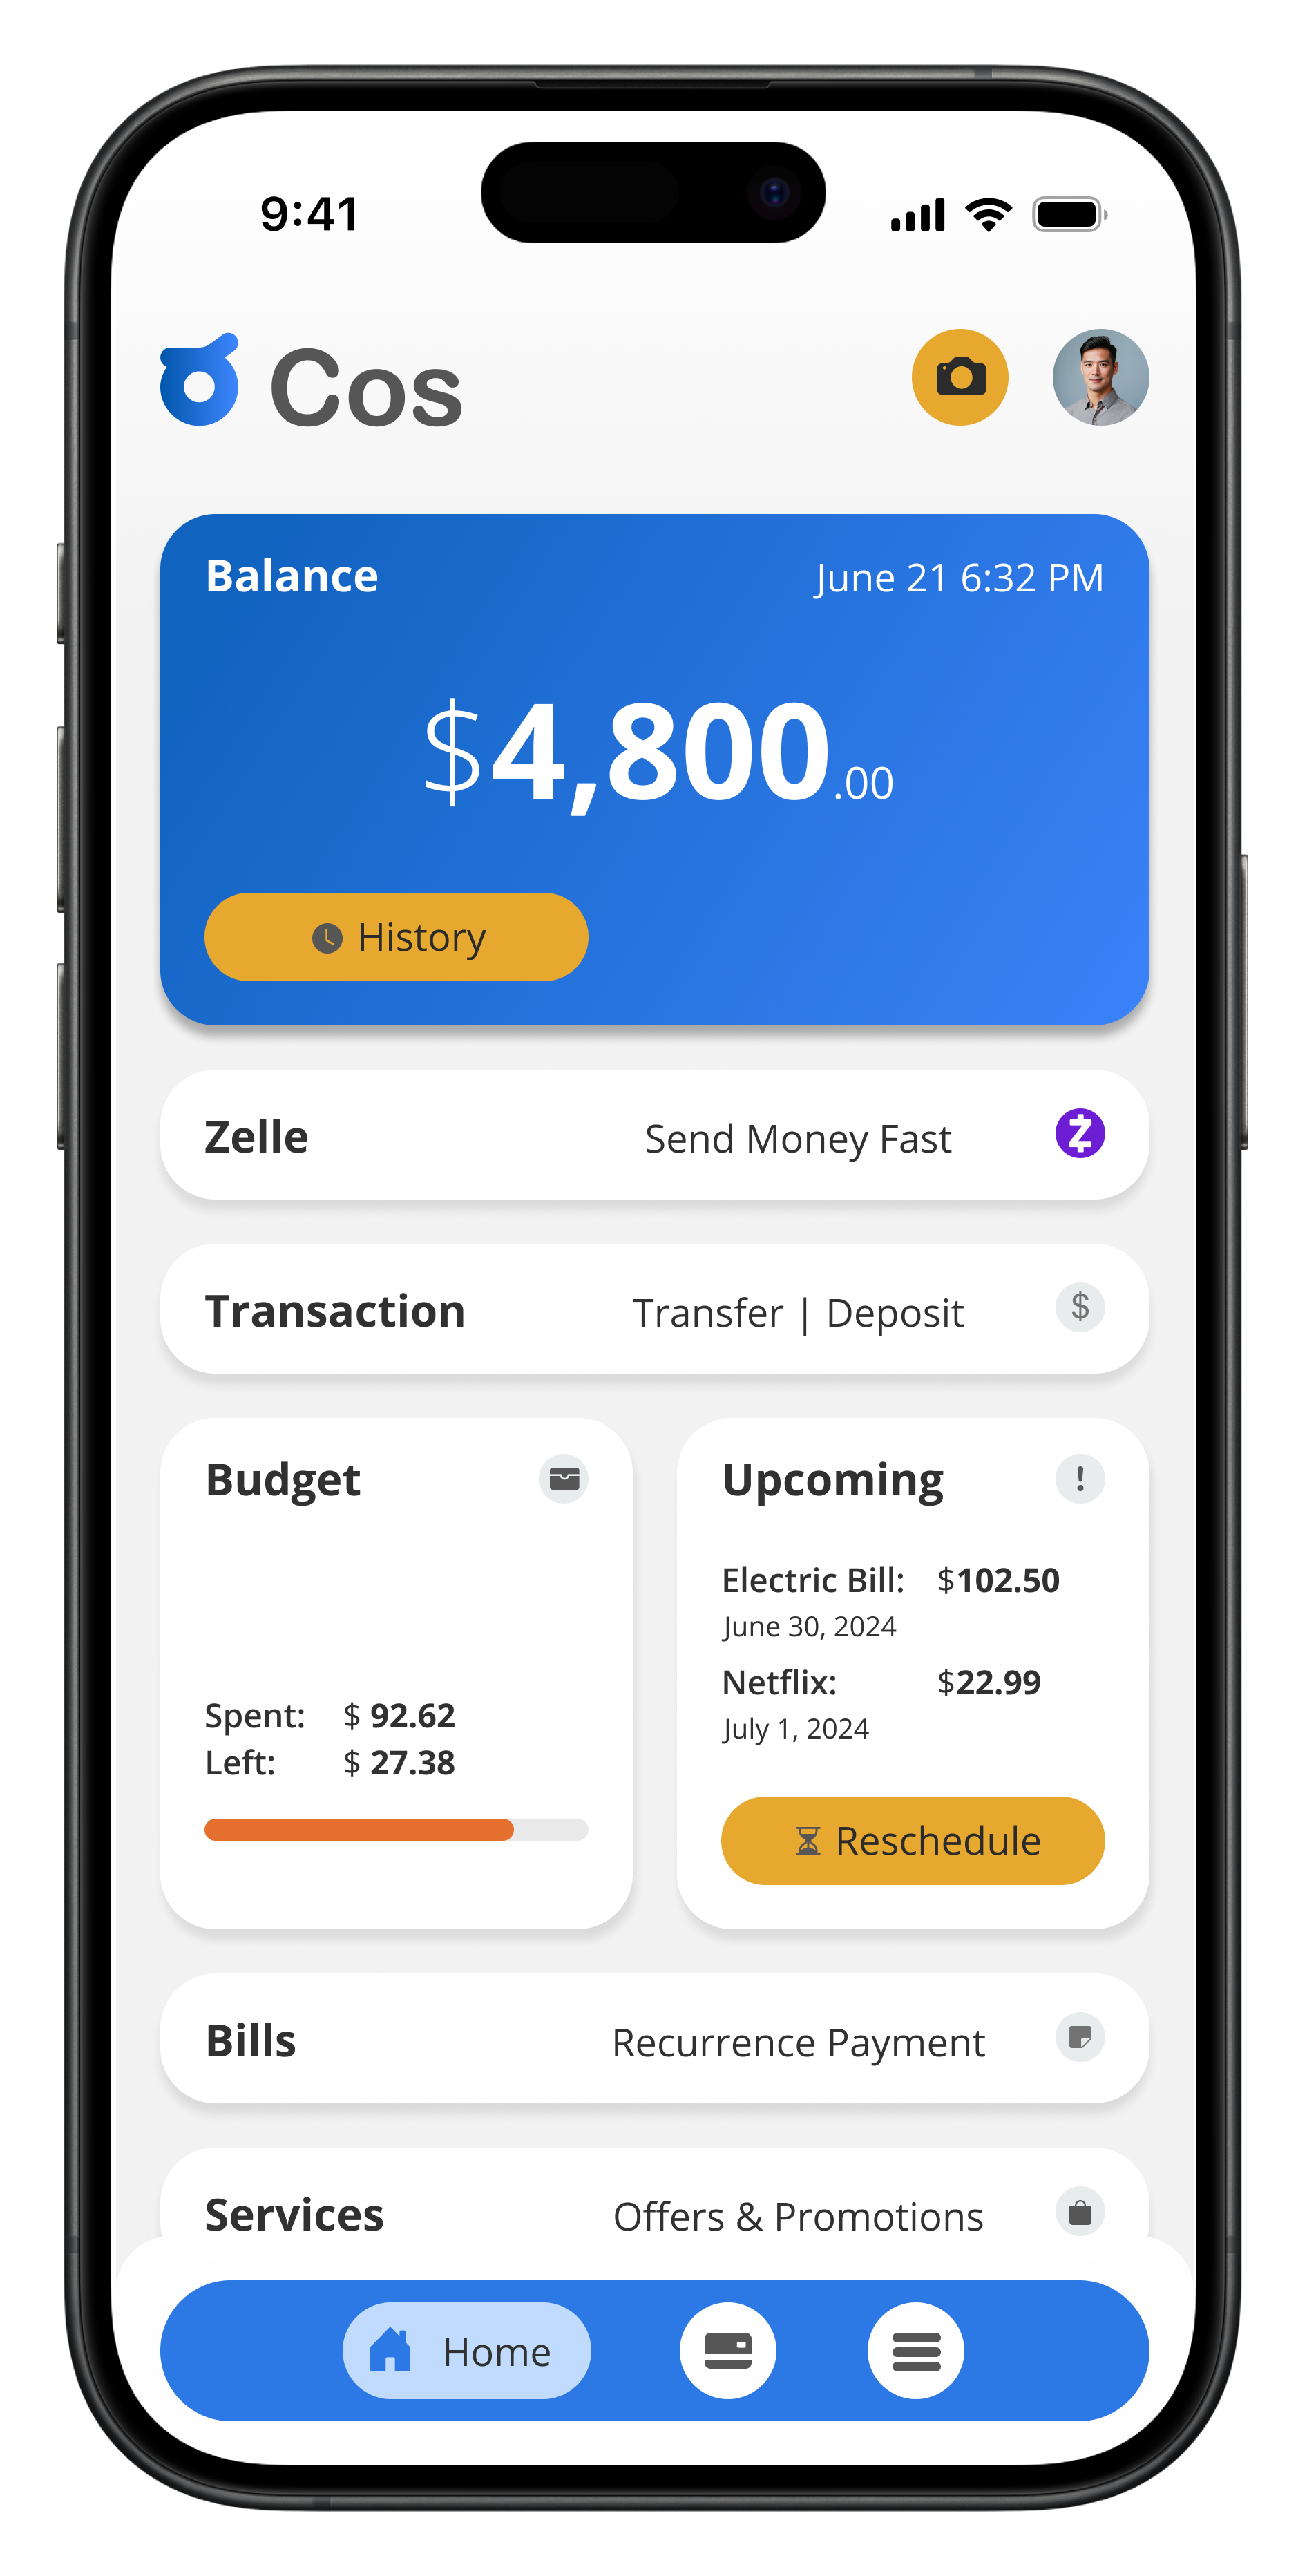 9:41
Cos
Balance June 21 6:32 PM
$4,800.00
History
Zelle Send Money Fast
Transaction Transfer | Deposit $
Budget
Spent: $ 92.62
Left: $ 27.38
Upcoming !
Electric Bill: $102.50
June 30, 2024
Netflix: $22.99
July 1, 2024
Reschedule
Bills Recurrence Payment
Services Offers & Promotions
Home